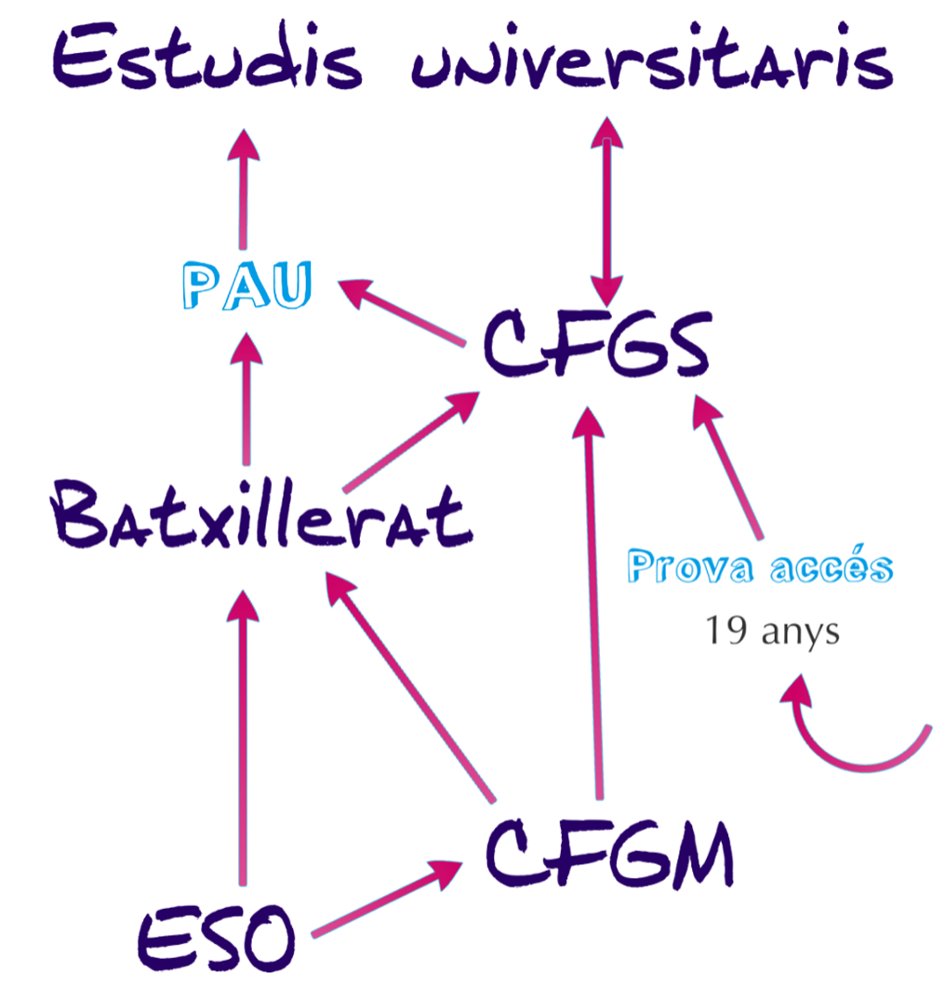 Estudis universitaris
PAU
CFGS
Batxillerat
Prova accés
19 anys
CFGM
ESO